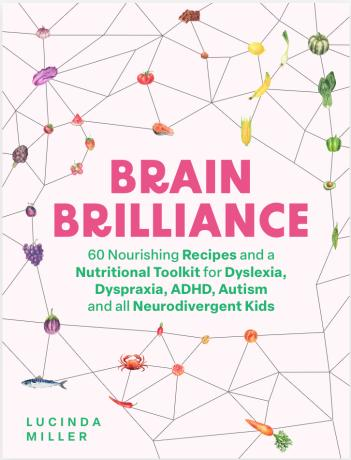 BRAIN
BRILLIANCE
60 Nourishing Recipes and a
Nutritional Toolkit for Dyslexia,
Dyspraxia, ADHD, Autism
and all Neurodivergent Kids
LUCINDA
MILLER